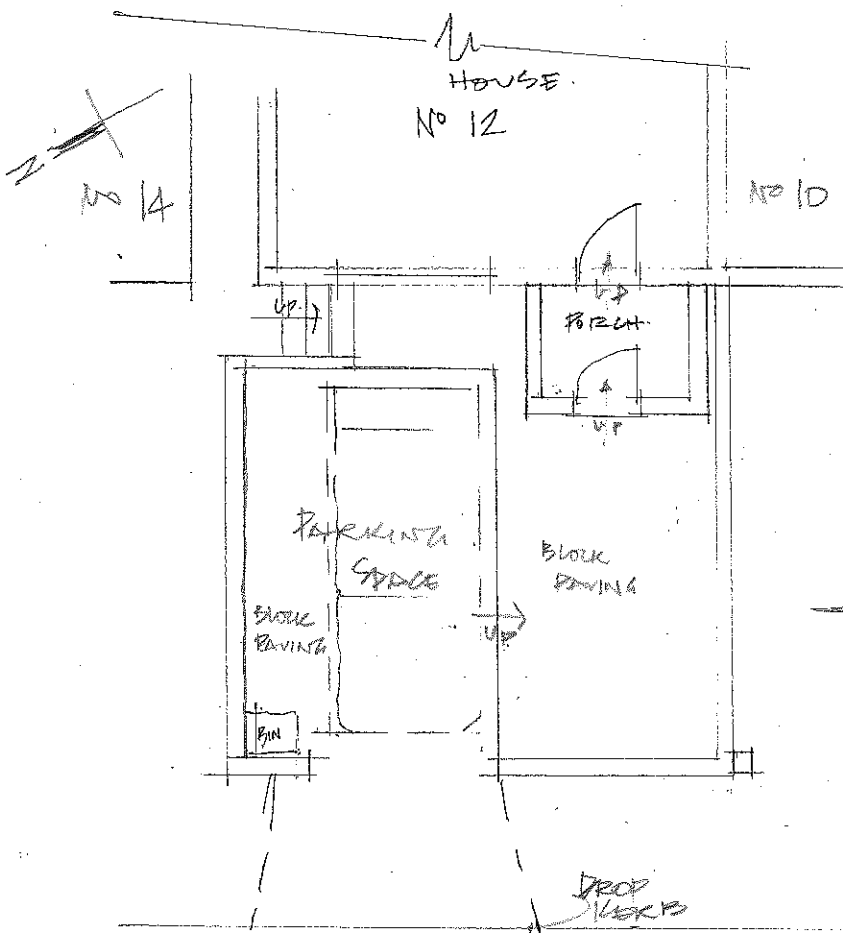 HOUSE.
No 12
N
No 14
No 10
UP
PORCH.
UP.
UP
PARKING
SPACE
BLOCK
PAVING
BLOCK
PAVING
UP
BIN
DROP
KERB